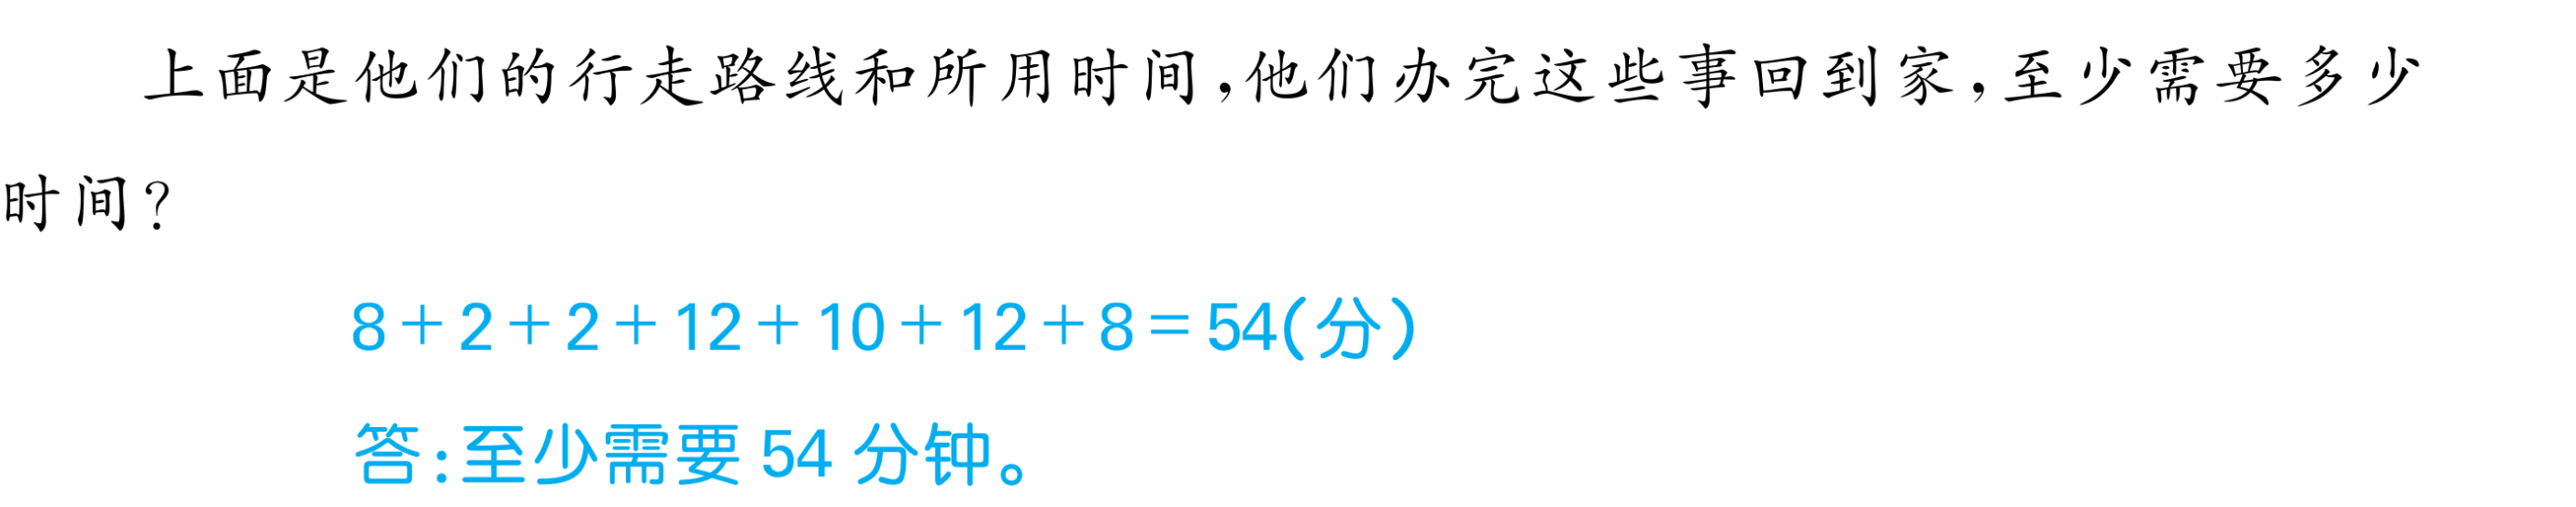 上面是他们的行走路线和所用时间,他们办完这些事回到家,至少需要多少
时间?
8+2+2+12+10+12+8=54(分)
答:至少需要 54 分钟。